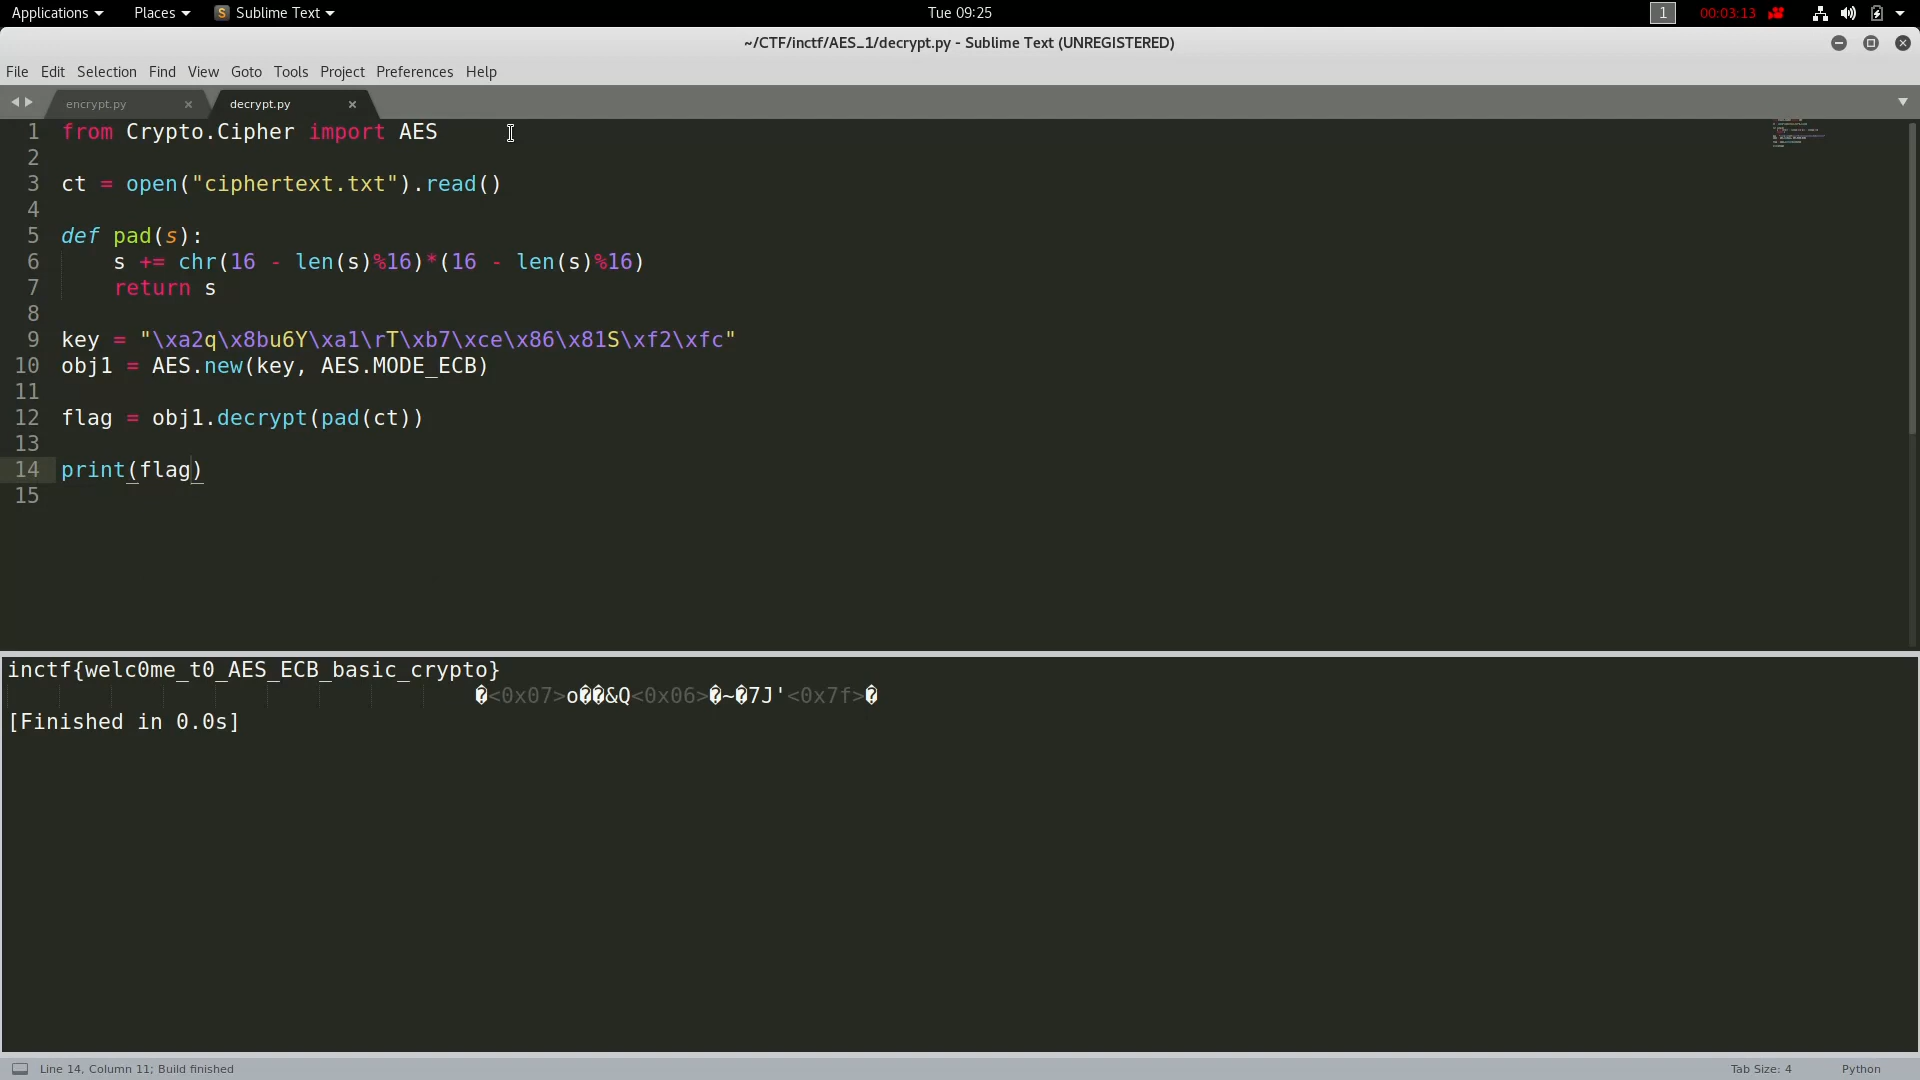 Applications Places Sublime Text Tue 09:25 1 00:03:13
~/CTF/inctf/AES_1/decrypt.py - Sublime Text (UNREGISTERED)
File Edit Selection Find View Goto Tools Project Preferences Help
encrypt.py decrypt.py
1 from Crypto.Cipher import AES
2
3 ct = open("ciphertext.txt").read()
4
5 def pad(s):
6     s += chr(16 - len(s)%16)*(16 - len(s)%16)
7     return s
8
9 key = "\xa2q\x8bu6Y\xa1\rT\xb7\xce\x86\x81S\xf2\xfc"
10 obj1 = AES.new(key, AES.MODE_ECB)
11
12 flag = obj1.decrypt(pad(ct))
13
14 print(flag)
15
inctf{welc0me_t0_AES_ECB_basic_crypto}
�<0x07>o��&Q<0x06>�~�7J'<0x7f>�
[Finished in 0.0s]
Line 14, Column 11; Build finished Tab Size: 4 Python